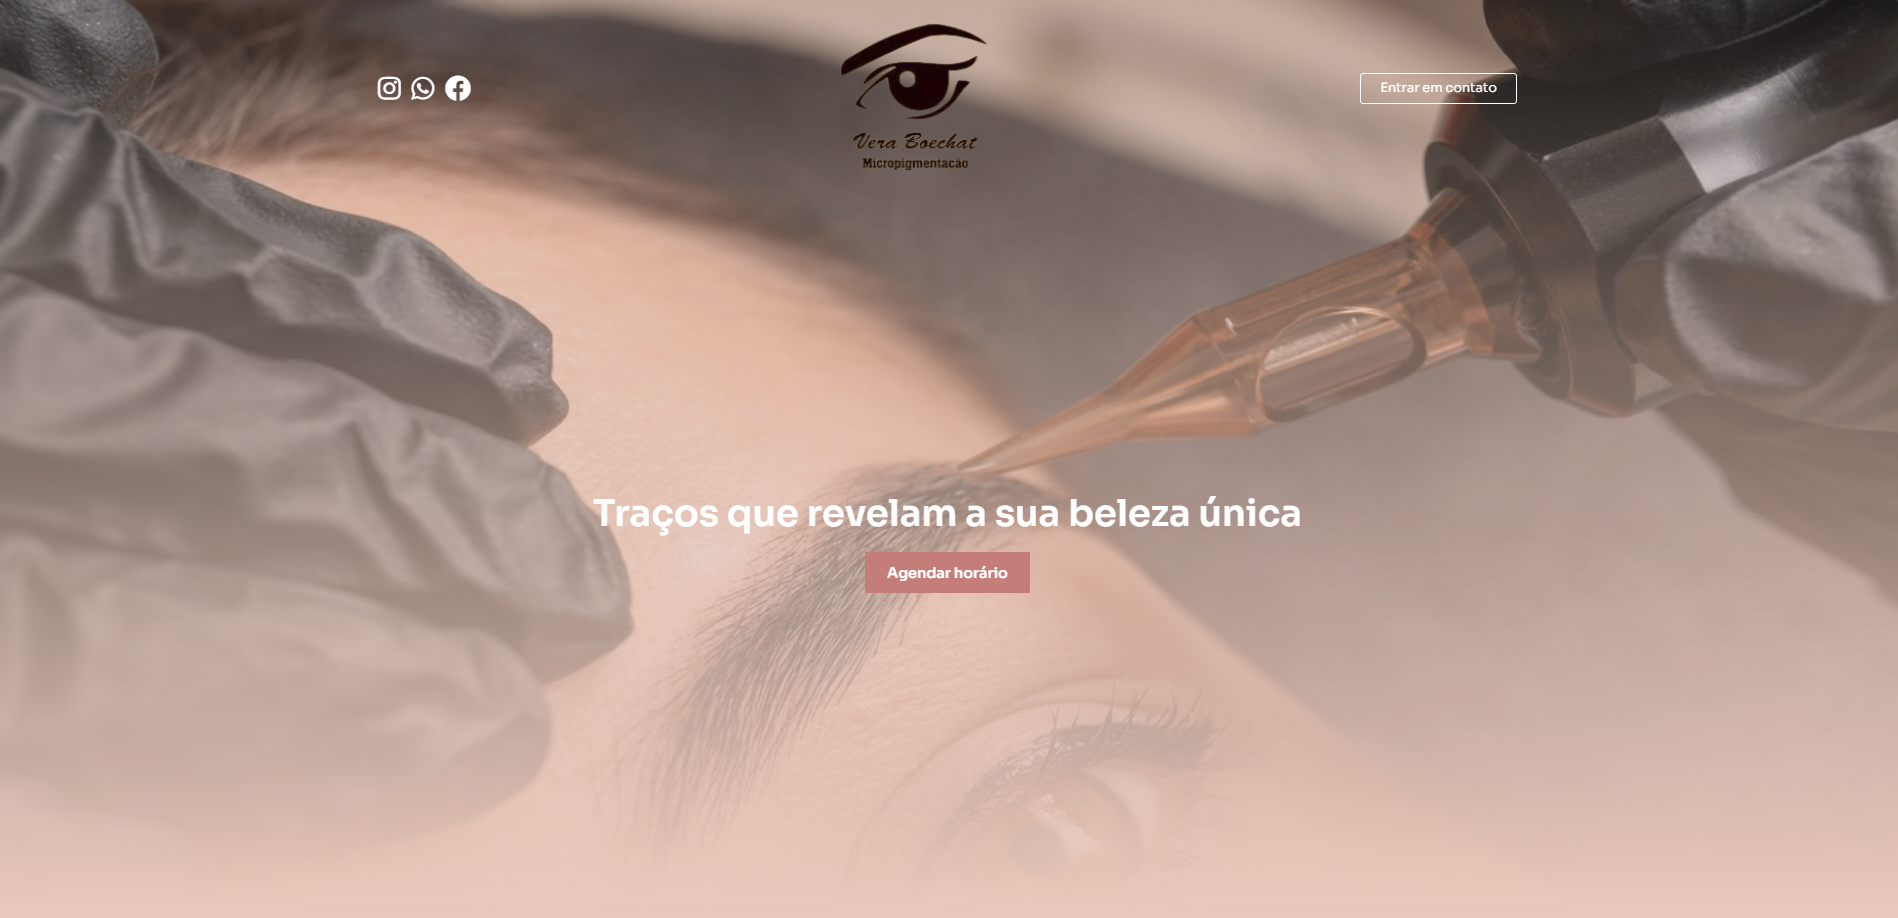 Vera Boechat
Micropigmentação
Entrar em contato
Traços que revelam a sua beleza única
Agendar horário